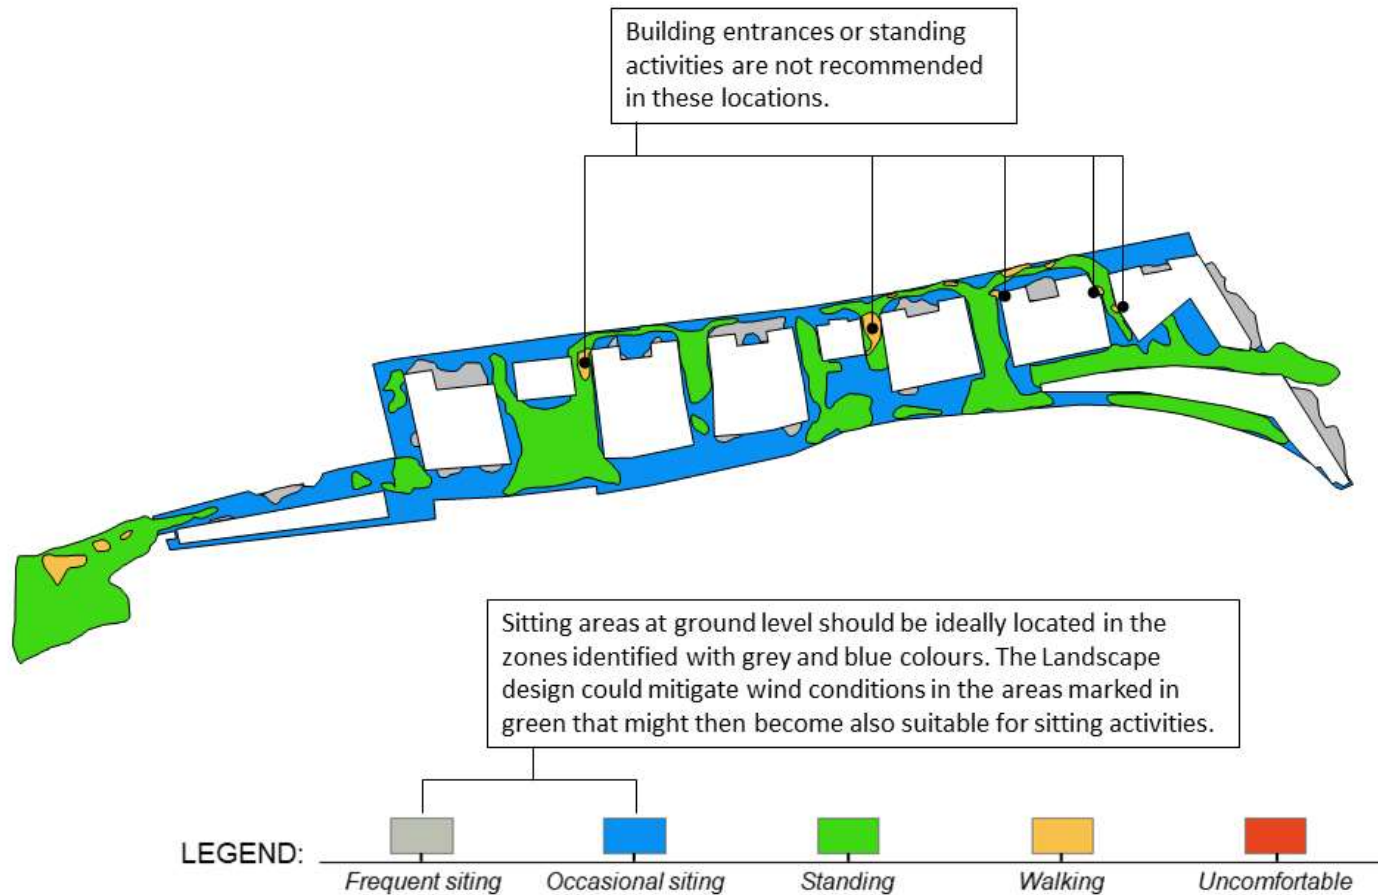 Building entrances or standing
activities are not recommended
in these locations.
Sitting areas at ground level should be ideally located in the
zones identified with grey and blue colours. The Landscape
design could mitigate wind conditions in the areas marked in
green that might then become also suitable for sitting activities.
LEGEND:
Frequent siting
Occasional siting
Standing
Walking
Uncomfortable